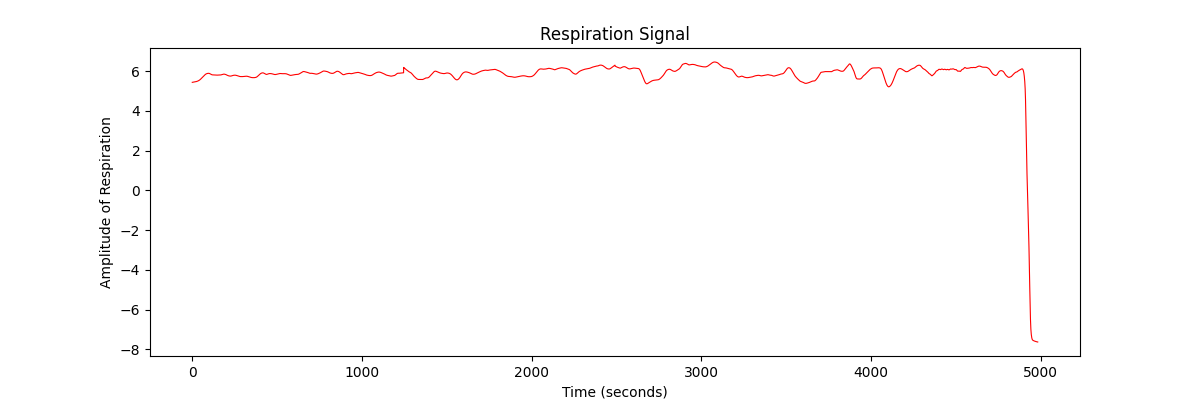 Respiration Signal
6
4
2
0
−2
−4
−6
−8
Amplitude of Respiration
0 1000 2000 3000 4000 5000
Time (seconds)